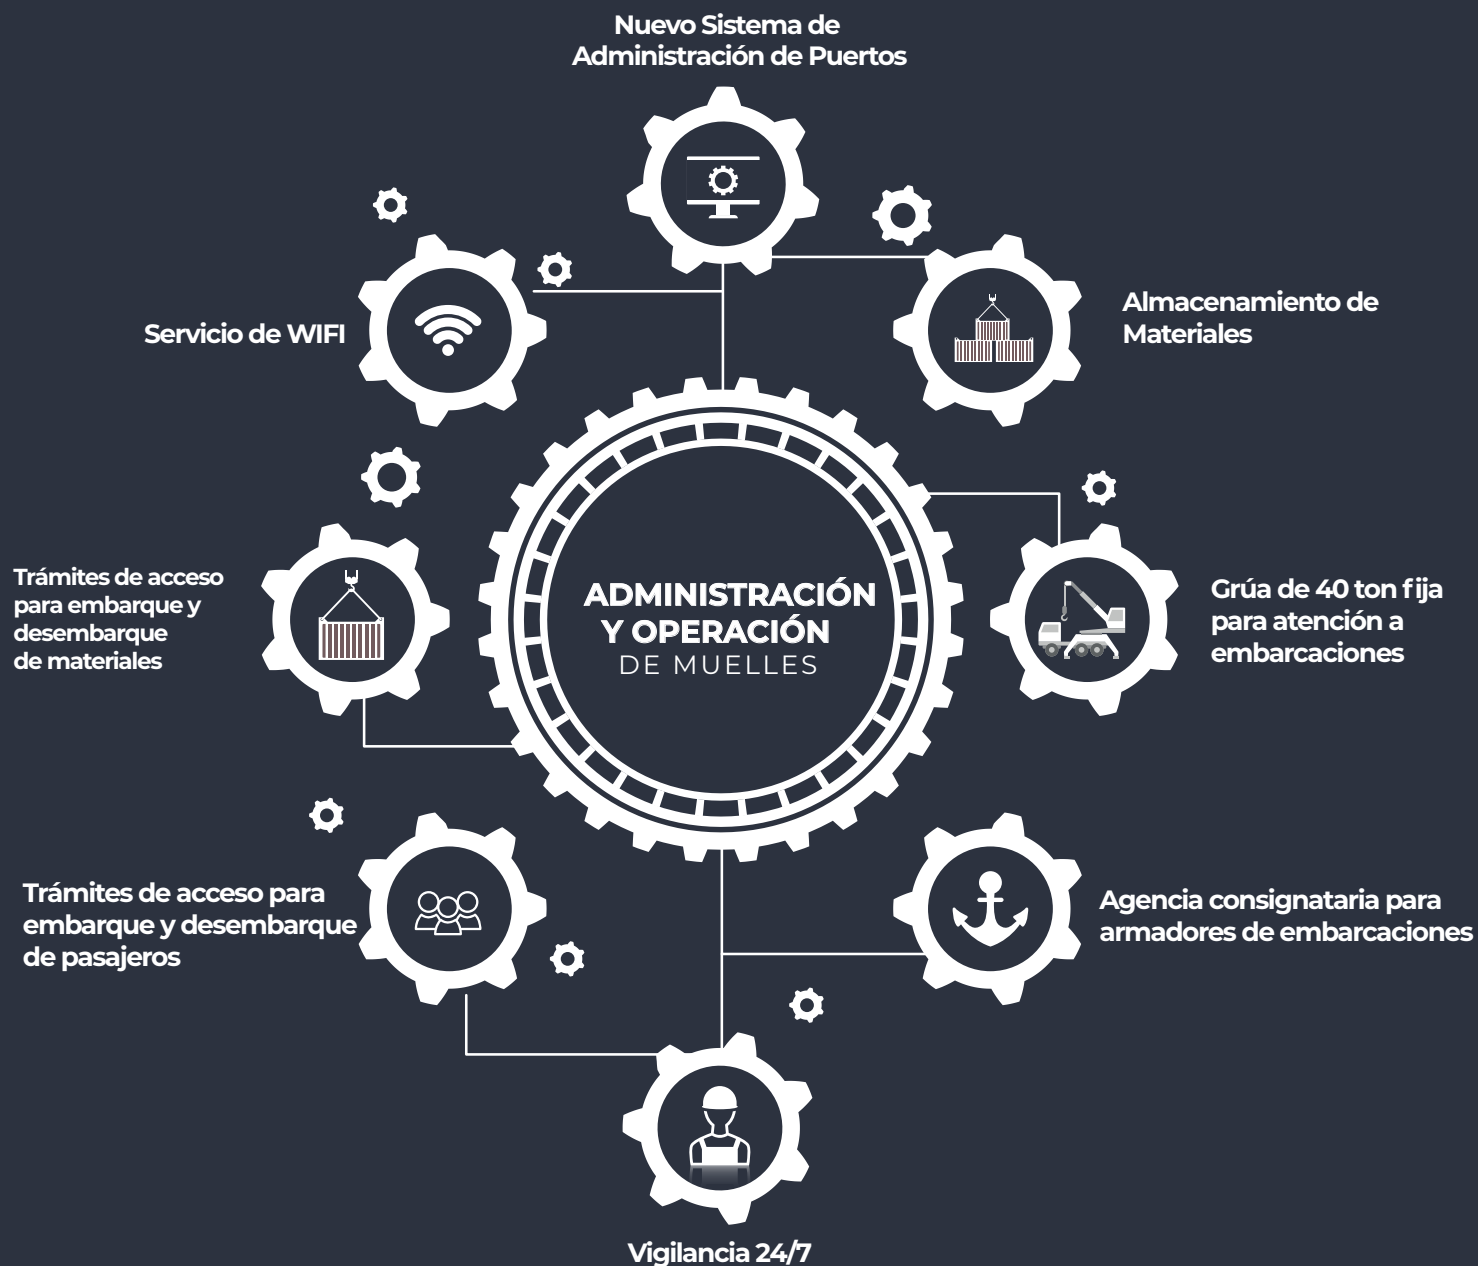 Nuevo Sistema de
Administración de Puertos
Servicio de WIFI
Almacenamiento de
Materiales
Trámites de acceso
para embarque y
desembarque
de materiales
ADMINISTRACIÓN
Y OPERACIÓN
DE MUELLES
Grúa de 40 ton fija
para atención a
embarcaciones
Trámites de acceso para
embarque y desembarque
de pasajeros
Agencia consignataria para
armadores de embarcaciones
Vigilancia 24/7